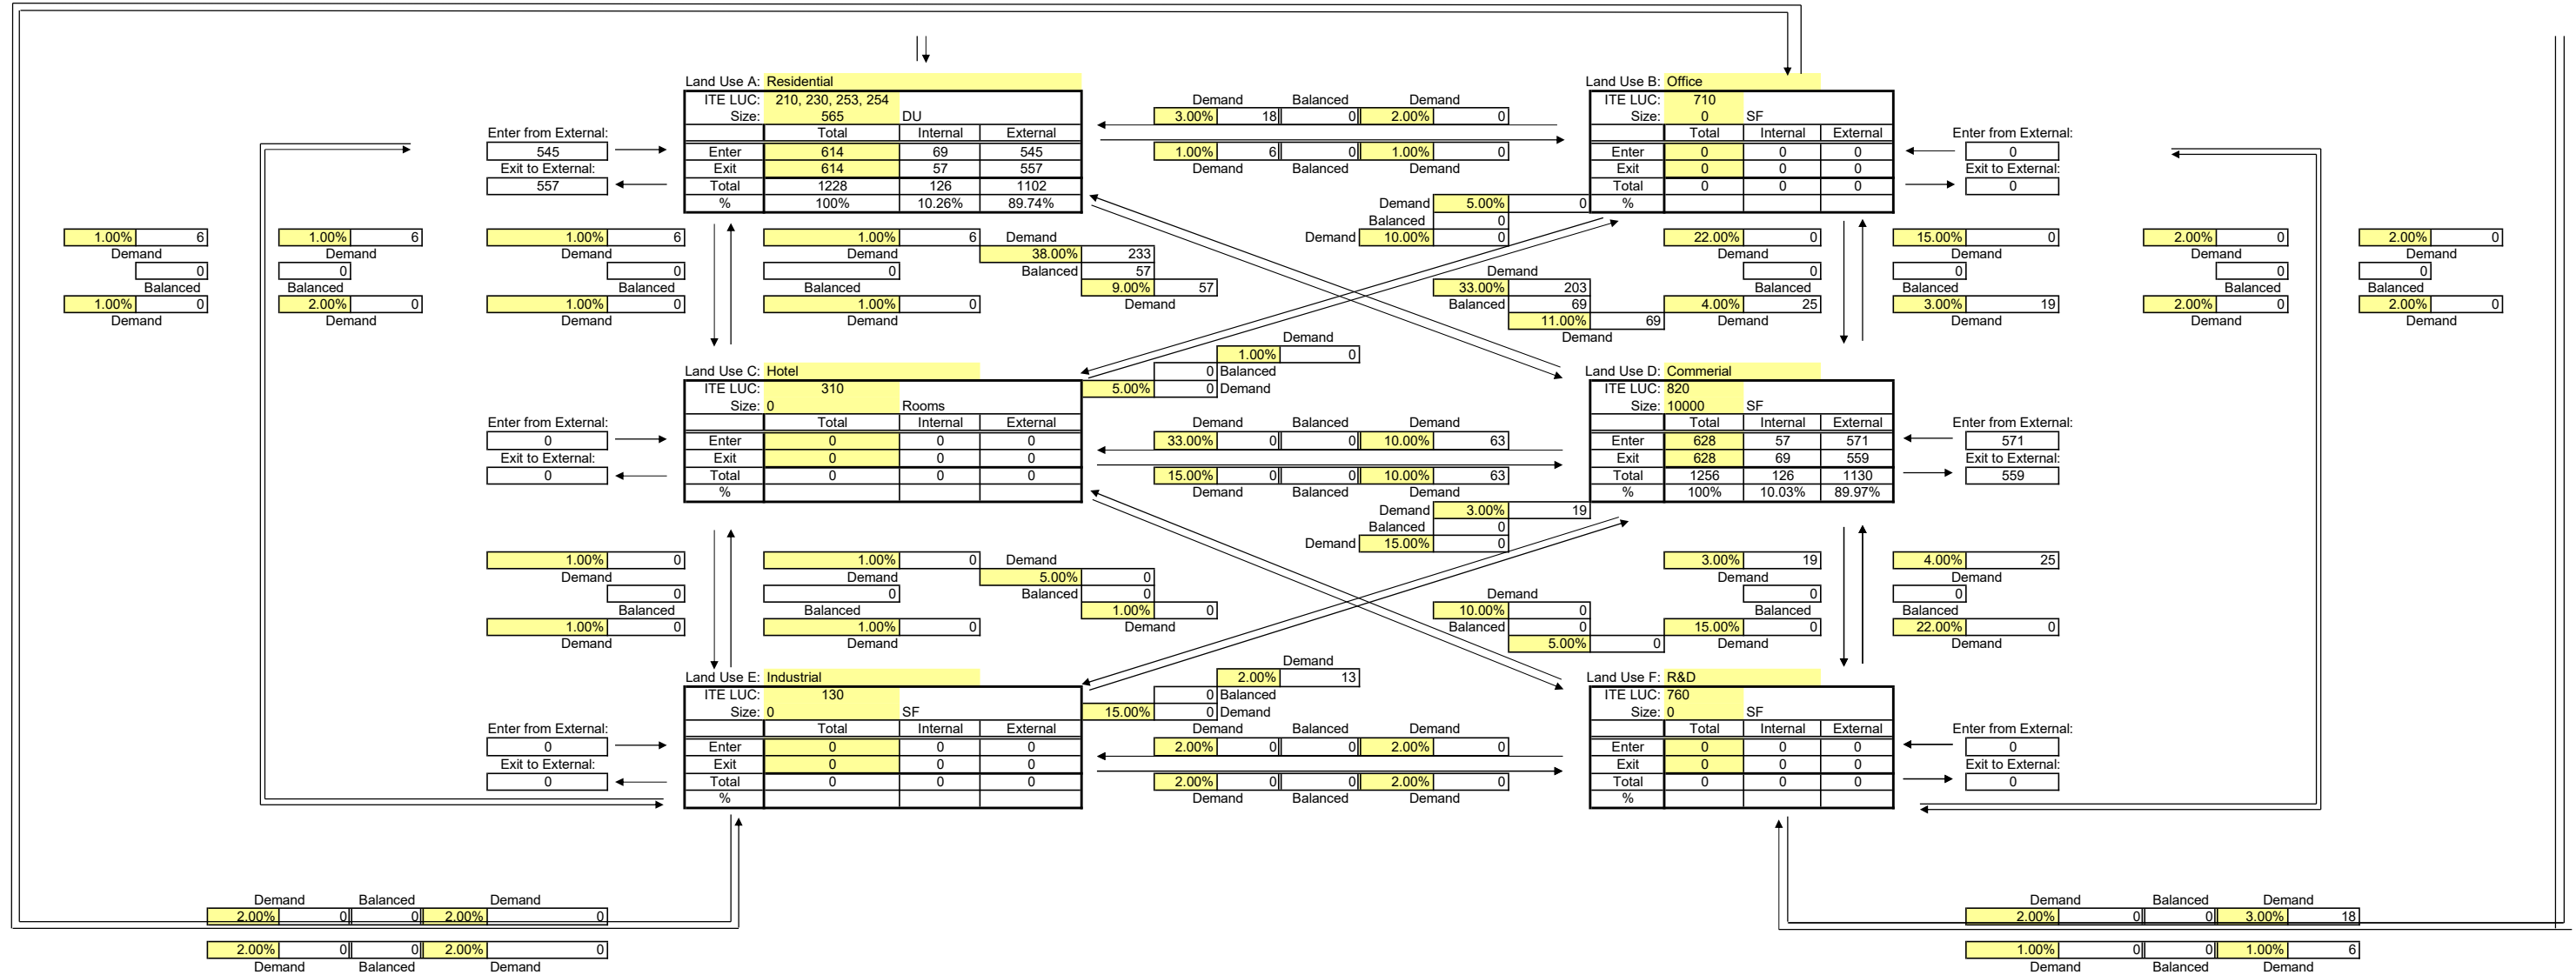 Land Use A: Residential
ITE LUC: 210, 230, 253, 254
Size: 565 DU
Total Internal External
Enter 614 69 545
Exit 614 57 557
Total 1228 126 1102
% 100% 10.26% 89.74%
Enter from External:
545
Exit to External:
557
Demand Balanced Demand
3.00% 18 0 2.00% 0
1.00% 6 0 1.00% 0
Demand Balanced Demand
Land Use B: Office
ITE LUC: 710
Size: 0 SF
Total Internal External
Enter 0 0 0
Exit 0 0 0
Total 0 0 0
%
Enter from External:
0
Exit to External:
0
Demand 5.00% 0
Balanced 0
Demand 10.00% 0
1.00% 6
Demand
0
Balanced
1.00% 0
Demand
1.00% 6
Demand
0
Balanced
2.00% 0
Demand
1.00% 6
Demand
0
Balanced
1.00% 0
Demand
1.00% 6
Demand
0
Balanced
1.00% 0
Demand
Demand
38.00% 233
Balanced 57
9.00% 57
Demand
Demand
33.00% 203
Balanced 69
11.00% 69
Demand
22.00% 0
Demand
0
Balanced
4.00% 25
Demand
15.00% 0
Demand
0
Balanced
3.00% 19
Demand
2.00% 0
Demand
0
Balanced
2.00% 0
Demand
2.00% 0
Demand
0
Balanced
2.00% 0
Demand
Demand
1.00% 0
0 Balanced
5.00% 0 Demand
Land Use C: Hotel
ITE LUC: 310
Size: 0 Rooms
Total Internal External
Enter 0 0 0
Exit 0 0 0
Total 0 0 0
%
Enter from External:
0
Exit to External:
0
Demand Balanced Demand
33.00% 0 0 10.00% 63
15.00% 0 0 10.00% 63
Demand Balanced Demand
Land Use D: Commerial
ITE LUC: 820
Size: 10000 SF
Total Internal External
Enter 628 57 571
Exit 628 69 559
Total 1256 126 1130
% 100% 10.03% 89.97%
Enter from External:
571
Exit to External:
559
Demand 3.00% 19
Balanced 0
Demand 15.00% 0
1.00% 0
Demand
0
Balanced
1.00% 0
Demand
1.00% 0
Demand
0
Balanced
1.00% 0
Demand
Demand
5.00% 0
Balanced 0
1.00% 0
Demand
Demand
10.00% 0
Balanced 0
5.00% 0
3.00% 19
Demand
0
Balanced
15.00% 0
Demand
4.00% 25
Demand
0
Balanced
22.00% 0
Demand
Demand
2.00% 13
0 Balanced
15.00% 0 Demand
Land Use E: Industrial
ITE LUC: 130
Size: 0 SF
Total Internal External
Enter 0 0 0
Exit 0 0 0
Total 0 0 0
%
Enter from External:
0
Exit to External:
0
Demand Balanced Demand
2.00% 0 0 2.00% 0
2.00% 0 0 2.00% 0
Demand Balanced Demand
Land Use F: R&D
ITE LUC: 760
Size: 0 SF
Total Internal External
Enter 0 0 0
Exit 0 0 0
Total 0 0 0
%
Enter from External:
0
Exit to External:
0
Demand Balanced Demand
2.00% 0 0 2.00% 0
2.00% 0 0 2.00% 0
Demand Balanced Demand
Demand Balanced Demand
2.00% 0 0 3.00% 18
1.00% 0 0 1.00% 6
Demand Balanced Demand